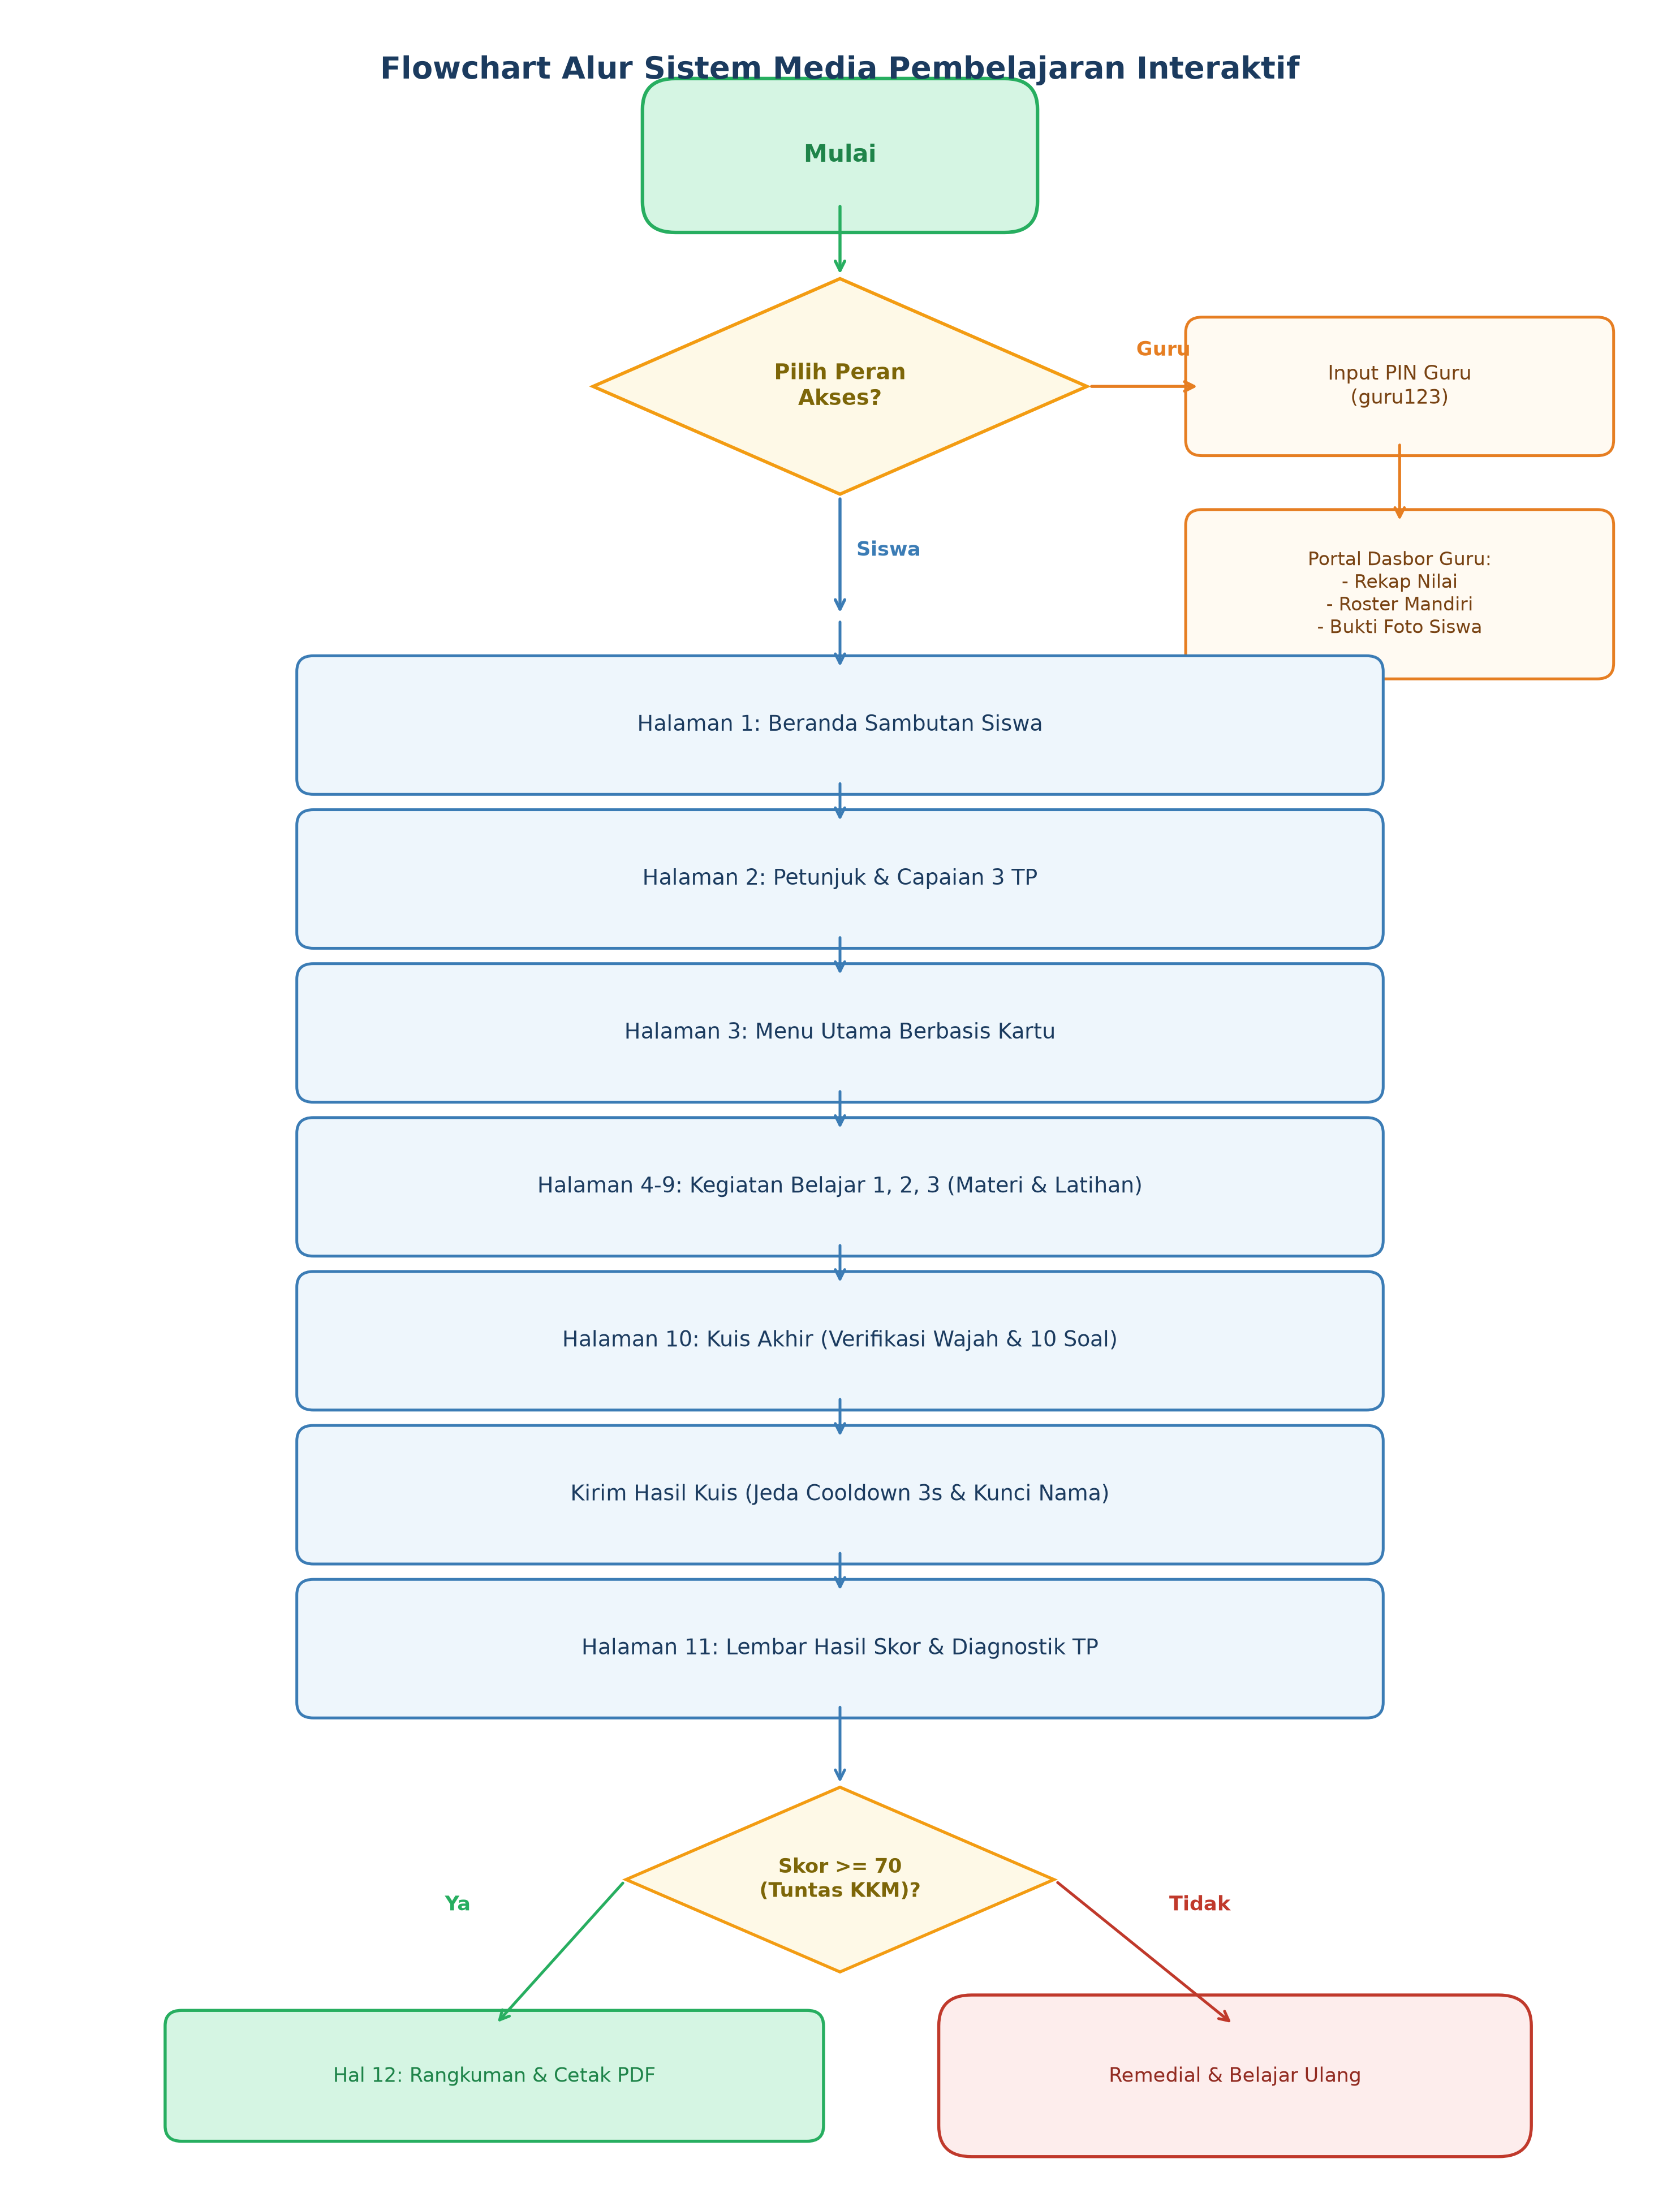 Flowchart Alur Sistem Media Pembelajaran Interaktif
Mulai
Pilih Peran
Akses?
Guru
Input PIN Guru
(guru123)
Siswa
Portal Dasbor Guru:
- Rekap Nilai
- Roster Mandiri
- Bukti Foto Siswa
Halaman 1: Beranda Sambutan Siswa
Halaman 2: Petunjuk & Capaian 3 TP
Halaman 3: Menu Utama Berbasis Kartu
Halaman 4-9: Kegiatan Belajar 1, 2, 3 (Materi & Latihan)
Halaman 10: Kuis Akhir (Verifikasi Wajah & 10 Soal)
Kirim Hasil Kuis (Jeda Cooldown 3s & Kunci Nama)
Halaman 11: Lembar Hasil Skor & Diagnostik TP
Skor >= 70
(Tuntas KKM)?
Ya
Tidak
Hal 12: Rangkuman & Cetak PDF
Remedial & Belajar Ulang